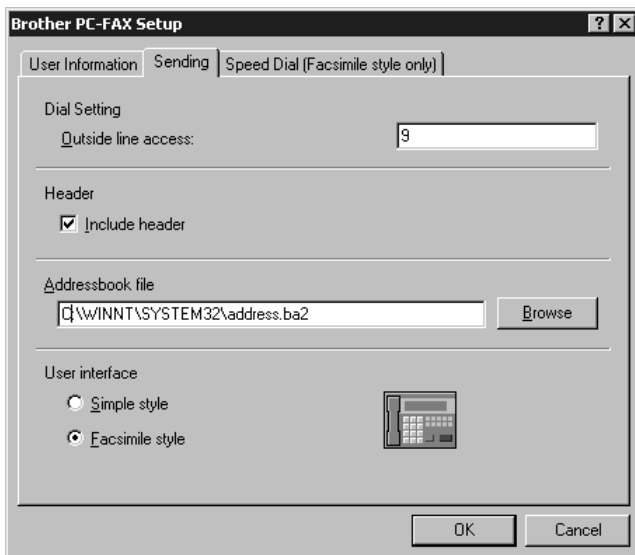 Brother PC-FAX Setup
User Information Sending Speed Dial (Facsimile style only)
Dial Setting
Outside line access: 9
Header
Include header
Addressbook file
C:\WINNT\SYSTEM32\address.ba2 Browse
User interface
Simple style
Facsimile style
OK Cancel